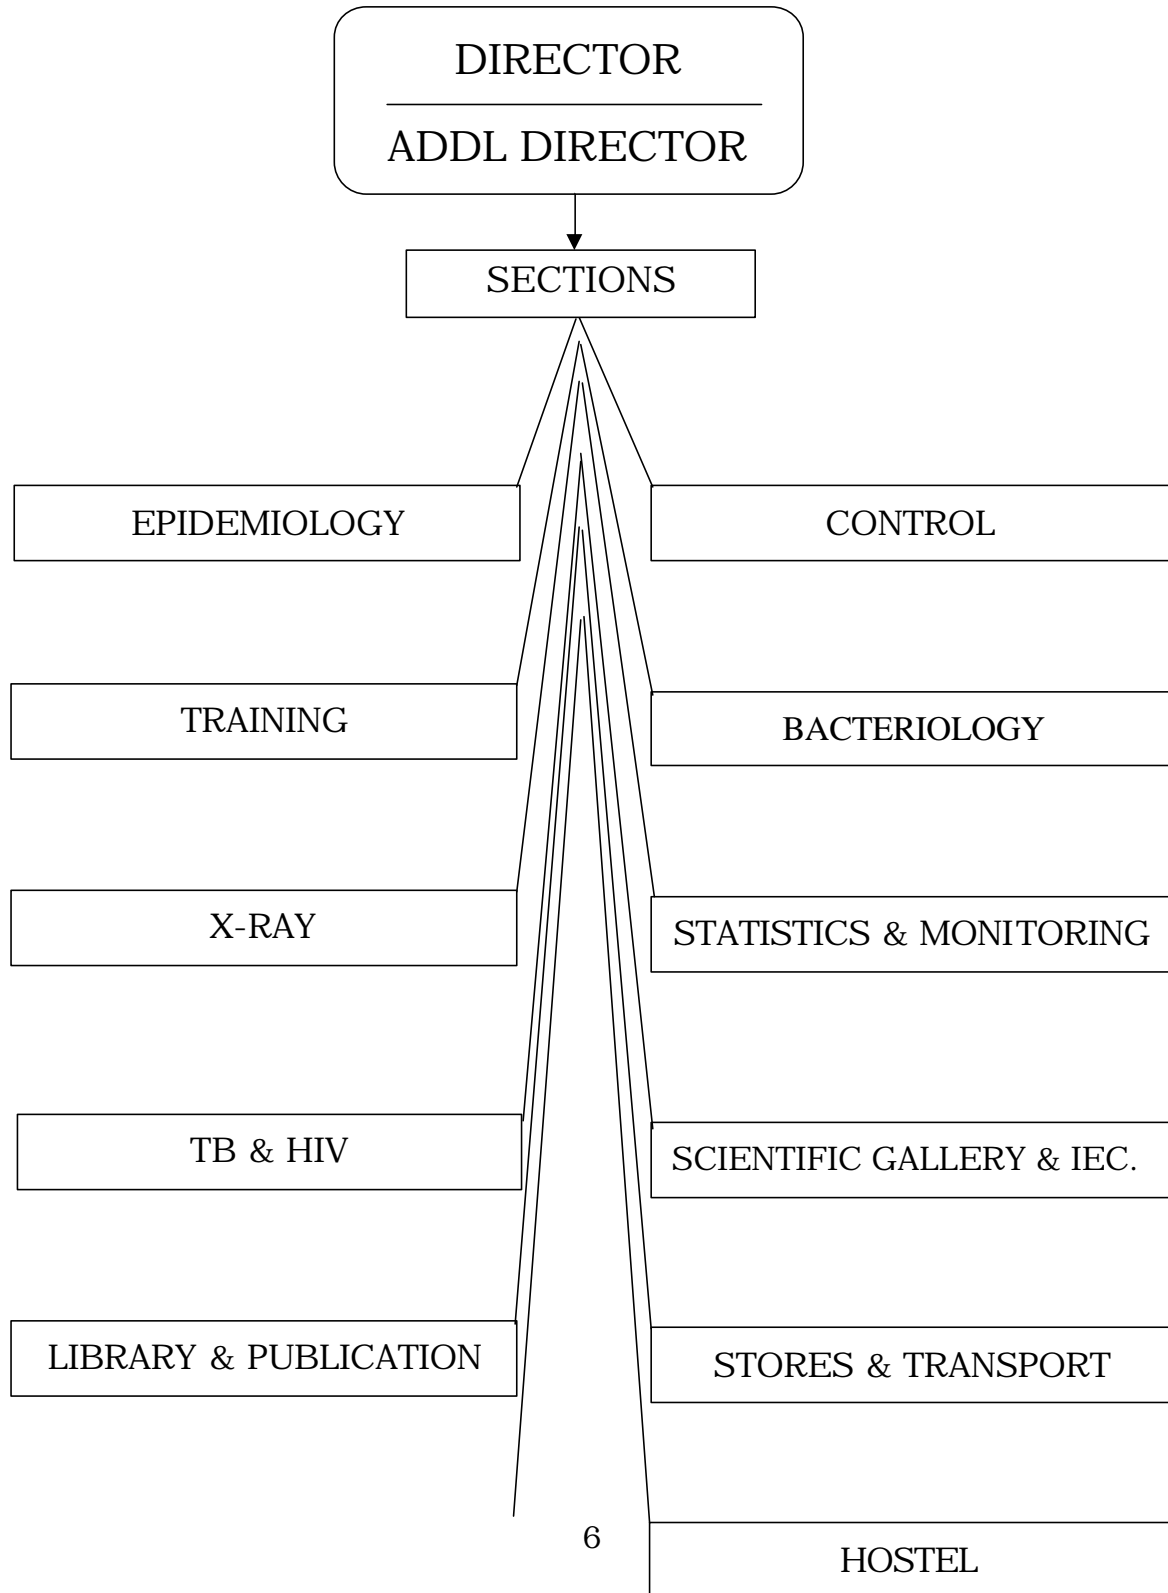 DIRECTOR
ADDL DIRECTOR
SECTIONS
EPIDEMIOLOGY
CONTROL
TRAINING
BACTERIOLOGY
X-RAY
STATISTICS & MONITORING
TB & HIV
SCIENTIFIC GALLERY & IEC.
LIBRARY & PUBLICATION
STORES & TRANSPORT
6
HOSTEL